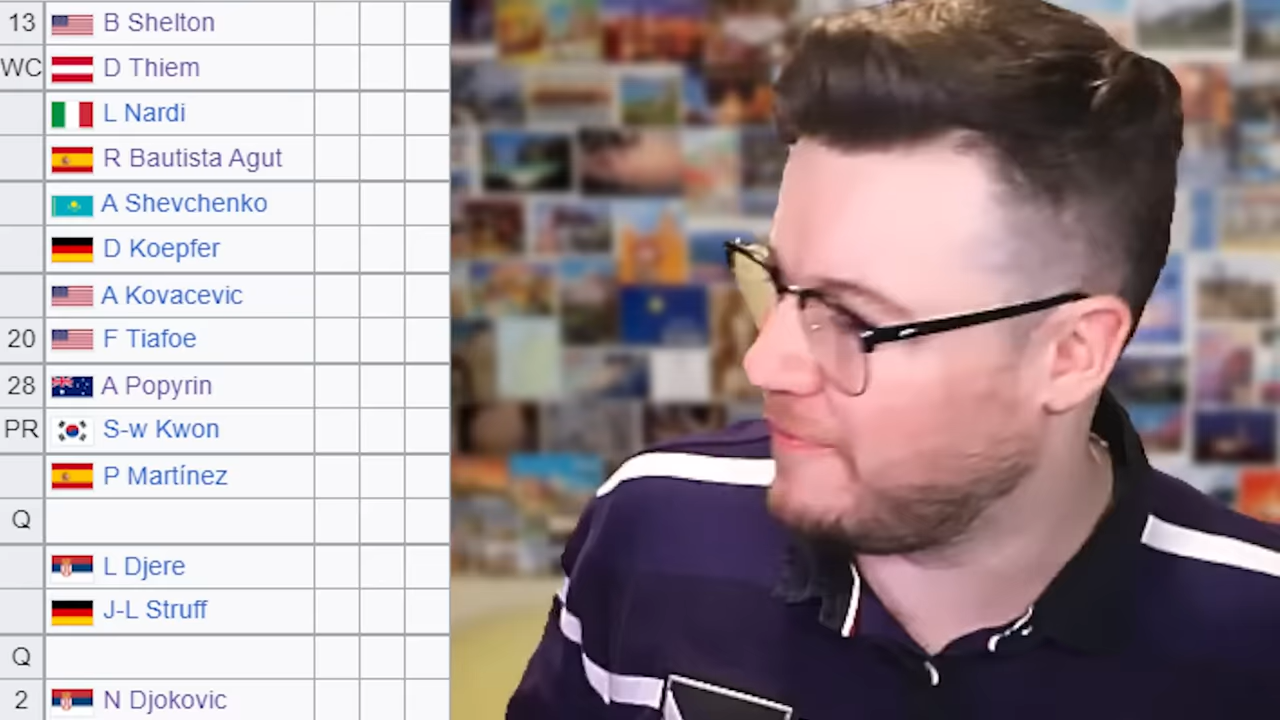 13 B Shelton
WC D Thiem
L Nardi
R Bautista Agut
A Shevchenko
D Koepfer
A Kovacevic
20 F Tiafoe
28 A Popyrin
PR S-w Kwon
P Martínez
Q
L Djere
J-L Struff
Q
2 N Djokovic